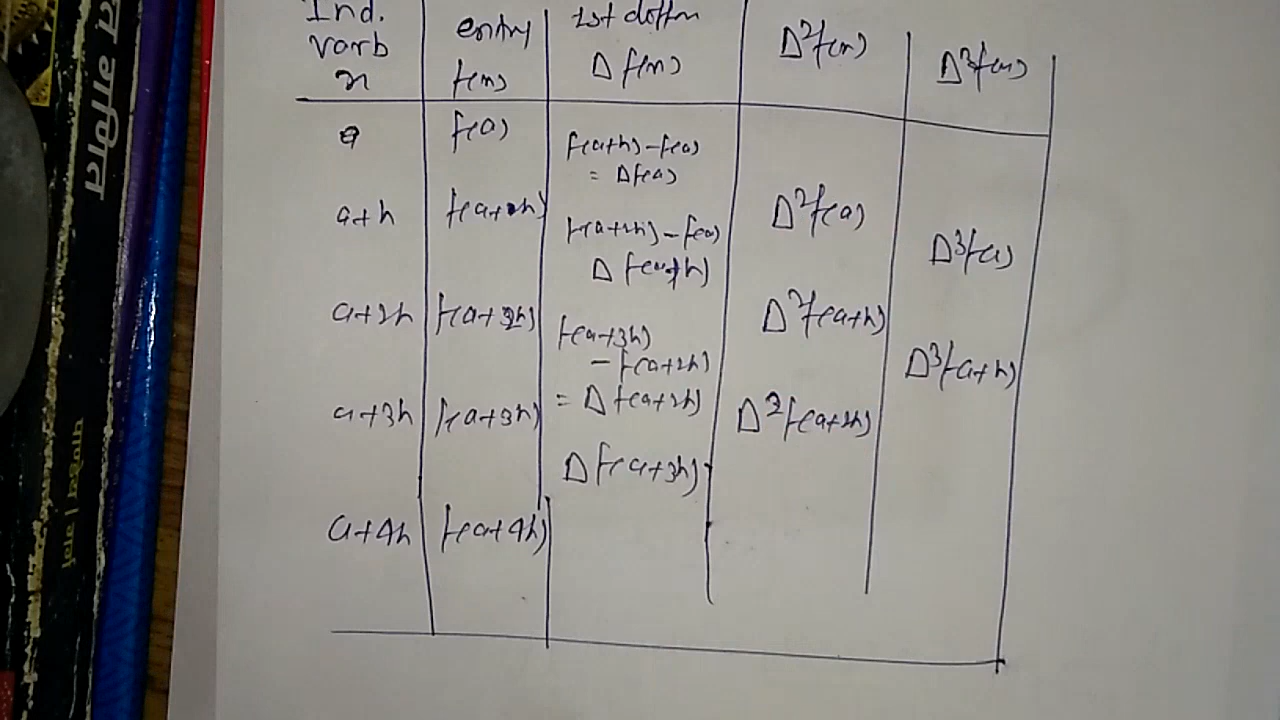 Ind. entry 1st diffn Δ²f(x) Δ³f(x)
varb f(x) Δ f(x)
x
a f(a) f(a+h) - f(a)
= Δf(a)
a+h f(a+h) f(a+2h) - f(a) Δ²f(a) Δ³f(a)
Δ f(a+h)
a+2h f(a+2h) f(a+3h) Δ²f(a+h)
- f(a+2h) Δ³f(a+h)
= Δ f(a+2h)
a+3h f(a+3h) Δ²f(a+2h)
Δ f(a+3h)
a+4h f(a+4h)